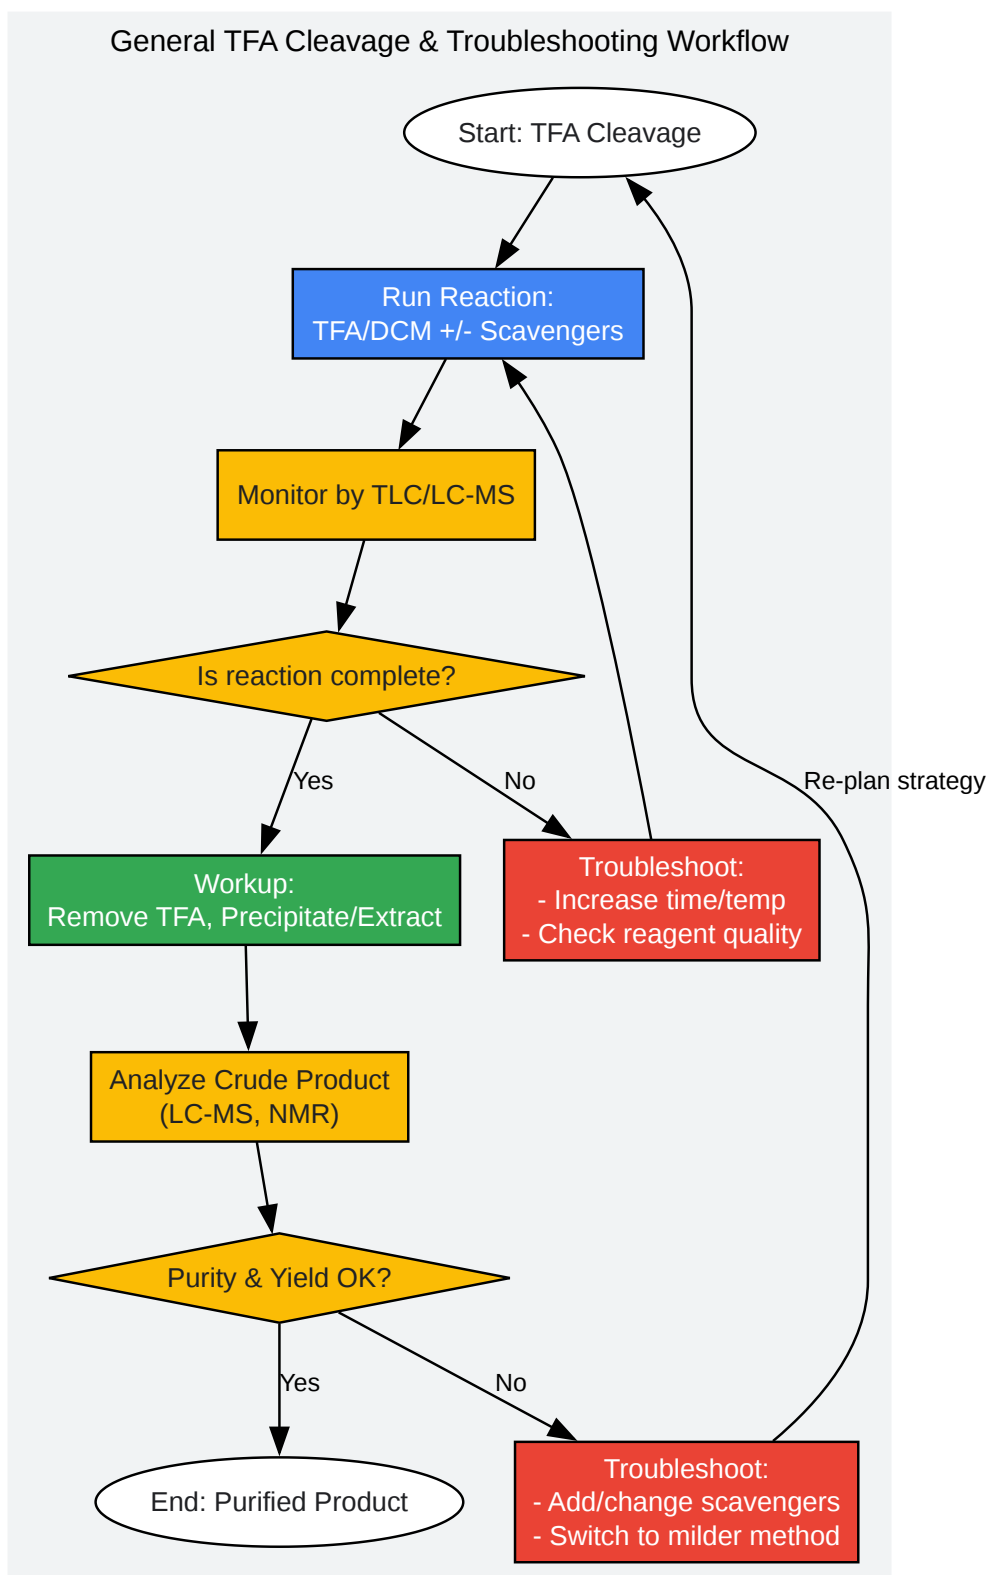 General TFA Cleavage & Troubleshooting Workflow
Start: TFA Cleavage
Run Reaction:
TFA/DCM +/- Scavengers
Monitor by TLC/LC-MS
Is reaction complete?
Yes
No
Re-plan strategy
Workup:
Remove TFA, Precipitate/Extract
Troubleshoot:
- Increase time/temp
- Check reagent quality
Analyze Crude Product
(LC-MS, NMR)
Purity & Yield OK?
Yes
No
End: Purified Product
Troubleshoot:
- Add/change scavengers
- Switch to milder method